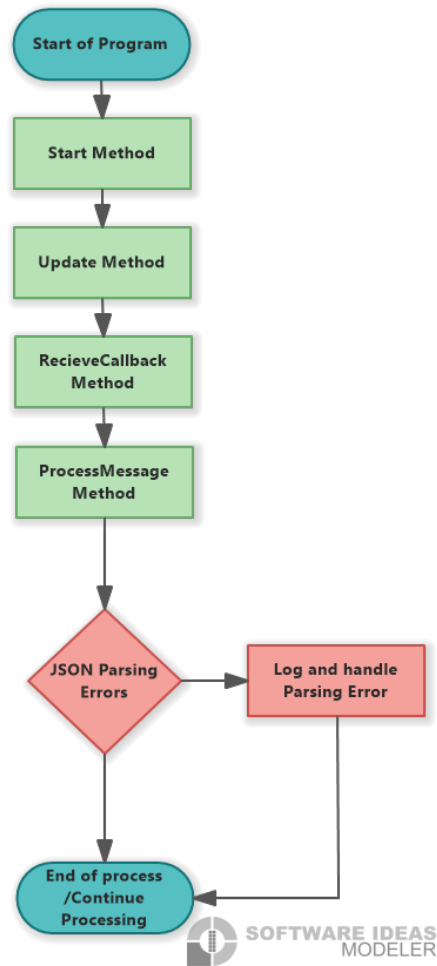 Start of Program
Start Method
Update Method
RecieveCallback
Method
ProcessMessage
Method
JSON Parsing
Errors
Log and handle
Parsing Error
End of process
/Continue
Processing
SOFTWARE IDEAS
MODELER